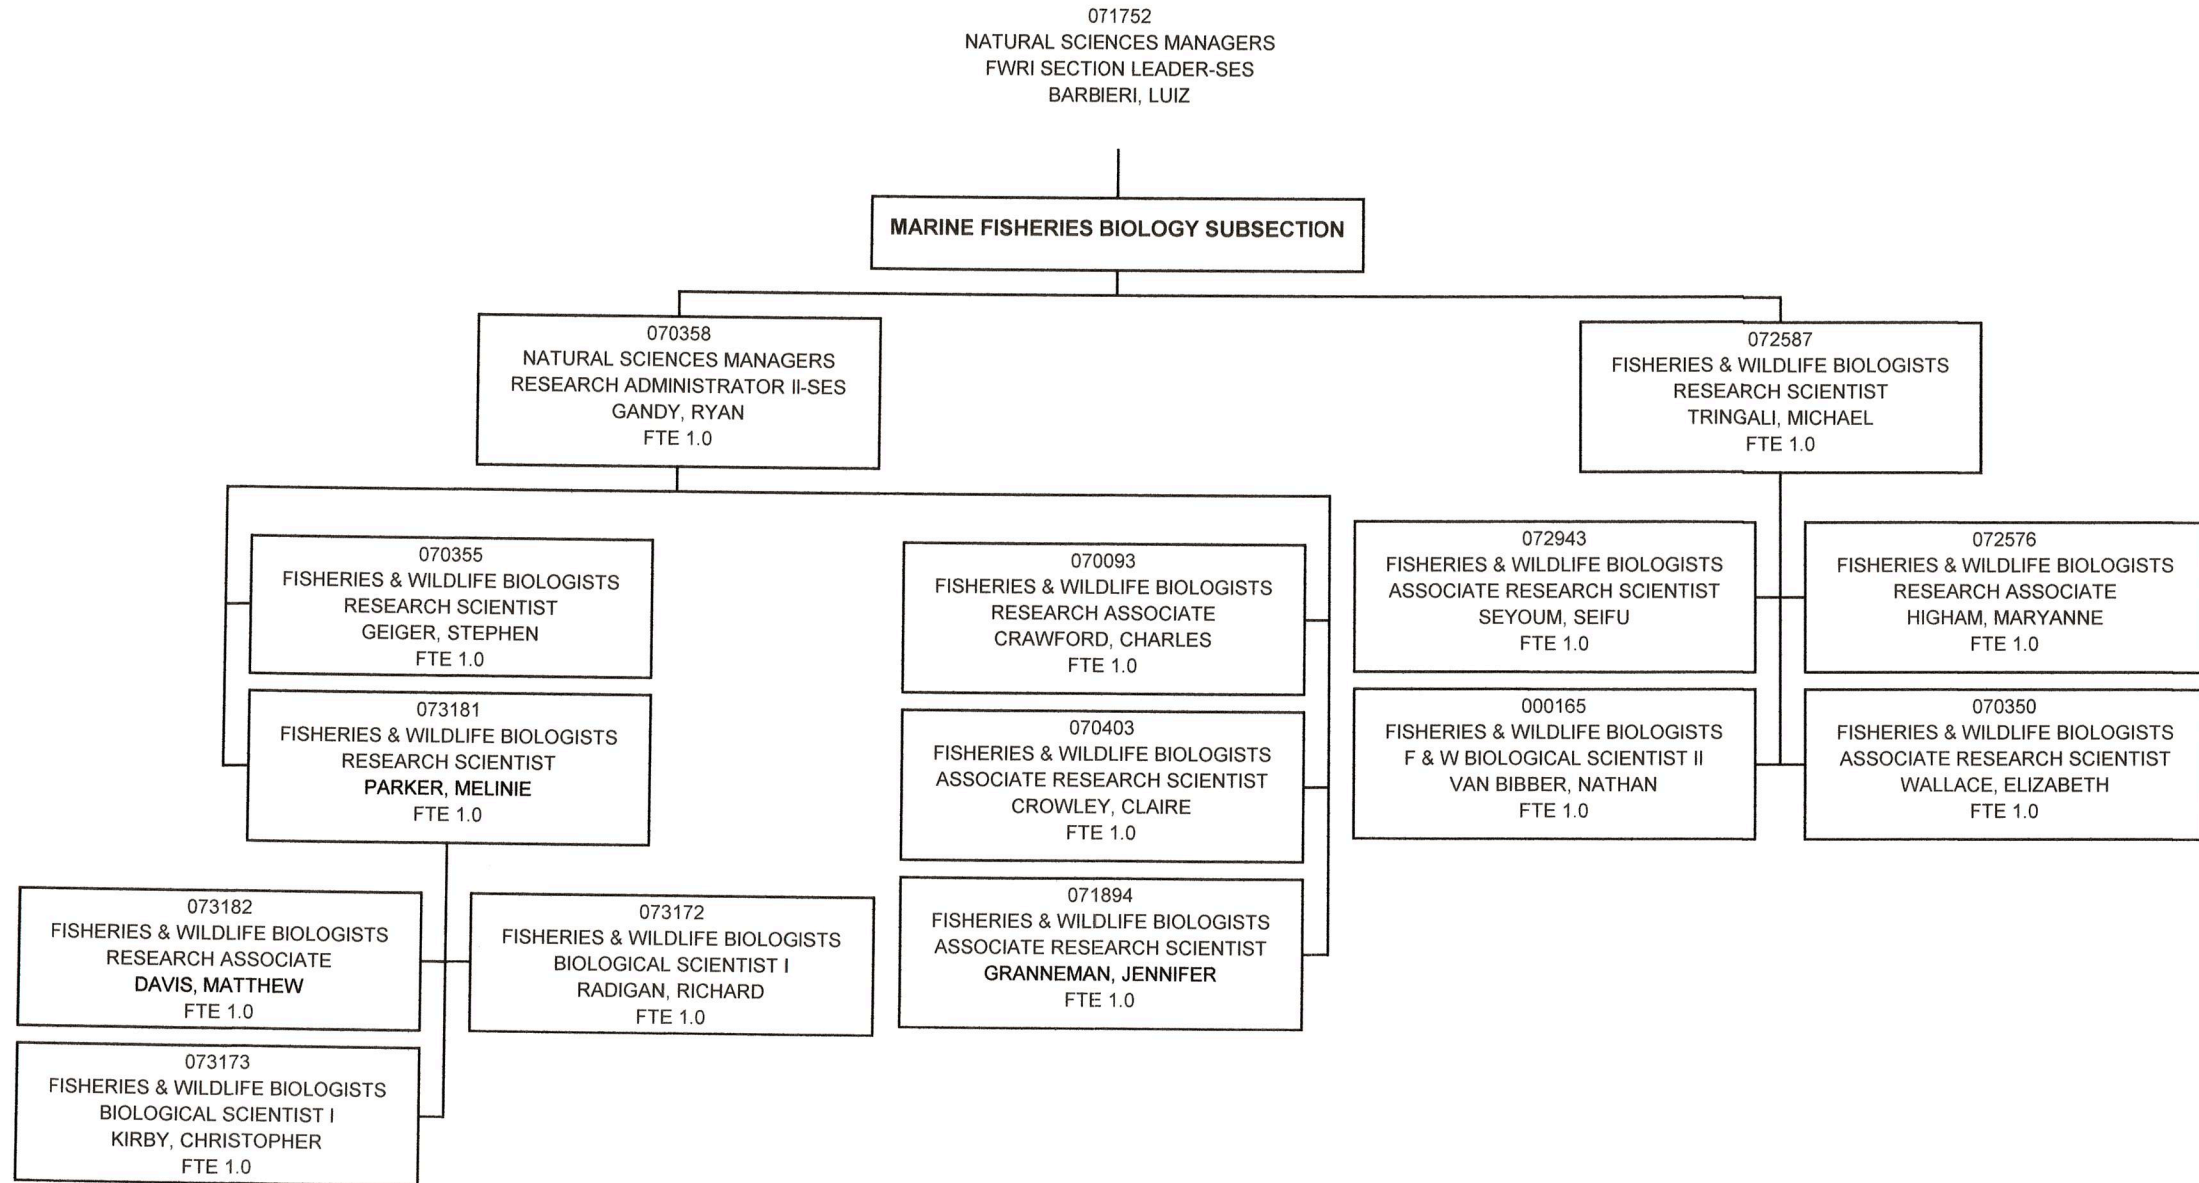 071752
NATURAL SCIENCES MANAGERS
FWRI SECTION LEADER-SES
BARBIERI, LUIZ
MARINE FISHERIES BIOLOGY SUBSECTION
070358
NATURAL SCIENCES MANAGERS
RESEARCH ADMINISTRATOR II-SES
GANDY, RYAN
FTE 1.0
072587
FISHERIES & WILDLIFE BIOLOGISTS
RESEARCH SCIENTIST
TRINGALI, MICHAEL
FTE 1.0
070355
FISHERIES & WILDLIFE BIOLOGISTS
RESEARCH SCIENTIST
GEIGER, STEPHEN
FTE 1.0
073181
FISHERIES & WILDLIFE BIOLOGISTS
RESEARCH SCIENTIST
PARKER, MELINIE
FTE 1.0
073182
FISHERIES & WILDLIFE BIOLOGISTS
RESEARCH ASSOCIATE
DAVIS, MATTHEW
FTE 1.0
073172
FISHERIES & WILDLIFE BIOLOGISTS
BIOLOGICAL SCIENTIST I
RADIGAN, RICHARD
FTE 1.0
073173
FISHERIES & WILDLIFE BIOLOGISTS
BIOLOGICAL SCIENTIST I
KIRBY, CHRISTOPHER
FTE 1.0
070093
FISHERIES & WILDLIFE BIOLOGISTS
RESEARCH ASSOCIATE
CRAWFORD, CHARLES
FTE 1.0
070403
FISHERIES & WILDLIFE BIOLOGISTS
ASSOCIATE RESEARCH SCIENTIST
CROWLEY, CLAIRE
FTE 1.0
071894
FISHERIES & WILDLIFE BIOLOGISTS
ASSOCIATE RESEARCH SCIENTIST
GRANNEMAN, JENNIFER
FTE 1.0
072943
FISHERIES & WILDLIFE BIOLOGISTS
ASSOCIATE RESEARCH SCIENTIST
SEYOUM, SEIFU
FTE 1.0
072576
FISHERIES & WILDLIFE BIOLOGISTS
RESEARCH ASSOCIATE
HIGHAM, MARYANNE
FTE 1.0
000165
FISHERIES & WILDLIFE BIOLOGISTS
F & W BIOLOGICAL SCIENTIST II
VAN BIBBER, NATHAN
FTE 1.0
070350
FISHERIES & WILDLIFE BIOLOGISTS
ASSOCIATE RESEARCH SCIENTIST
WALLACE, ELIZABETH
FTE 1.0